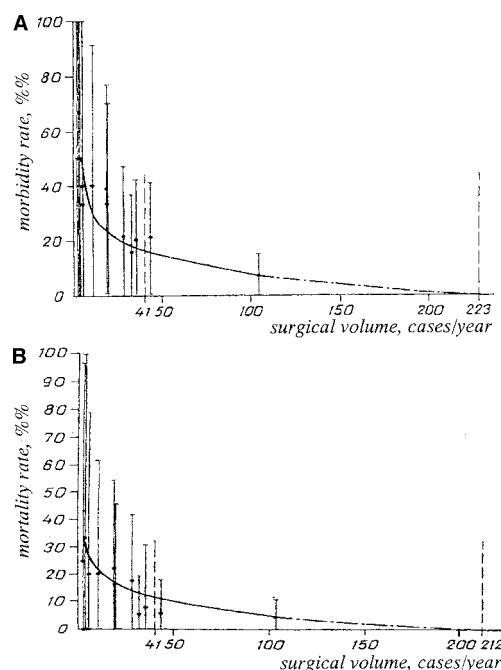 A
morbidity rate, %%
100
80
60
40
20
0
41 50 100 150 200 223
surgical volume, cases/year
B
mortality rate, %%
100
90
80
70
60
50
40
30
20
10
0
41 50 100 150 200 212
surgical volume, cases/year